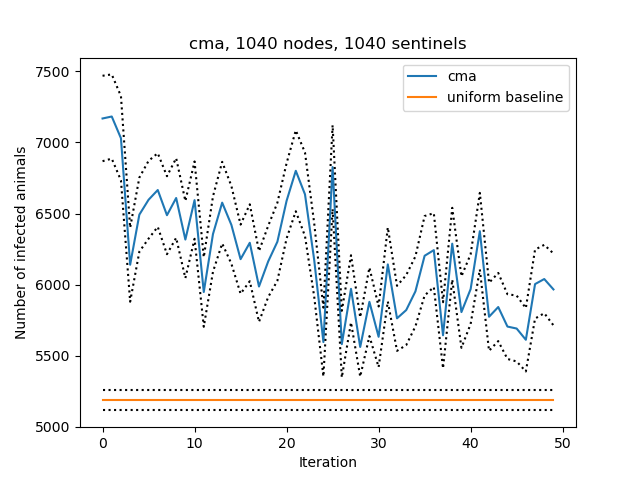 cma, 1040 nodes, 1040 sentinels
cma
uniform baseline
Number of infected animals
7500
7000
6500
6000
5500
5000
0 10 20 30 40 50
Iteration